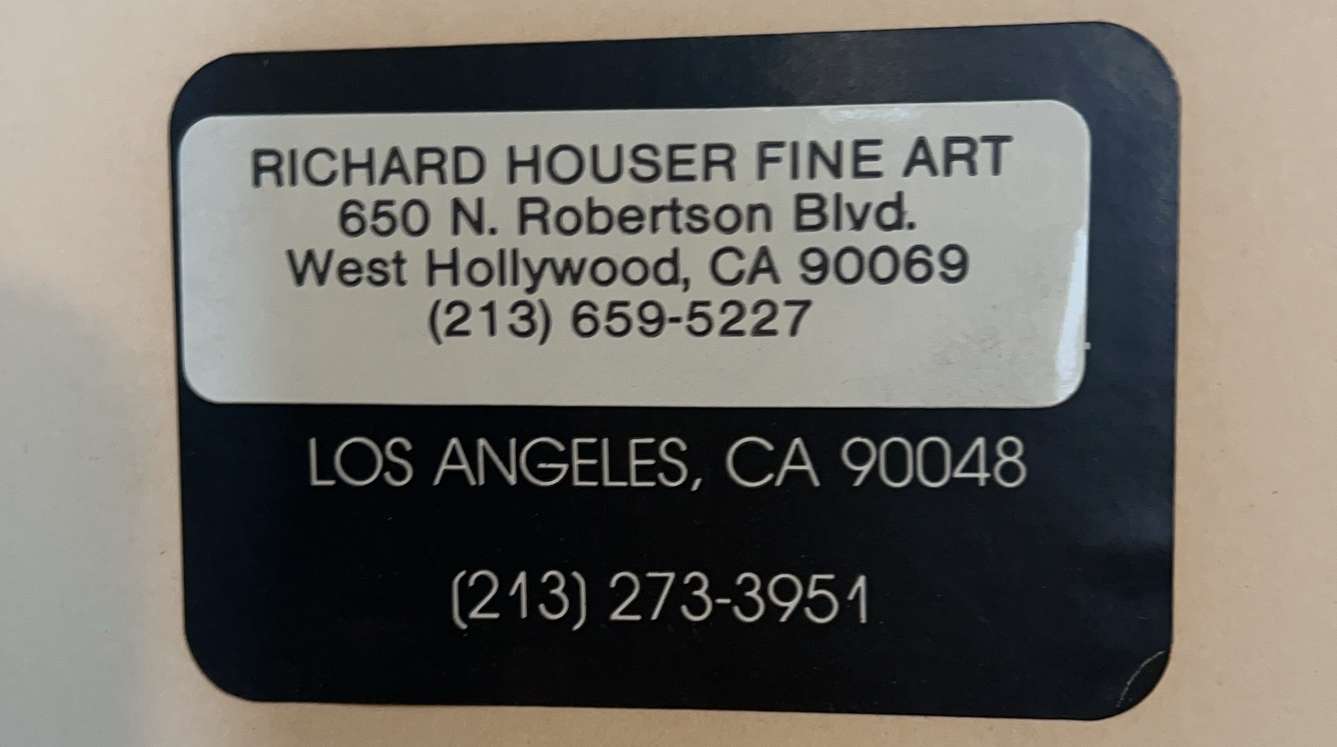 RICHARD HOUSER FINE ART
650 N. Robertson Blvd.
West Hollywood, CA 90069
(213) 659-5227
LOS ANGELES, CA 90048
(213) 273-3951